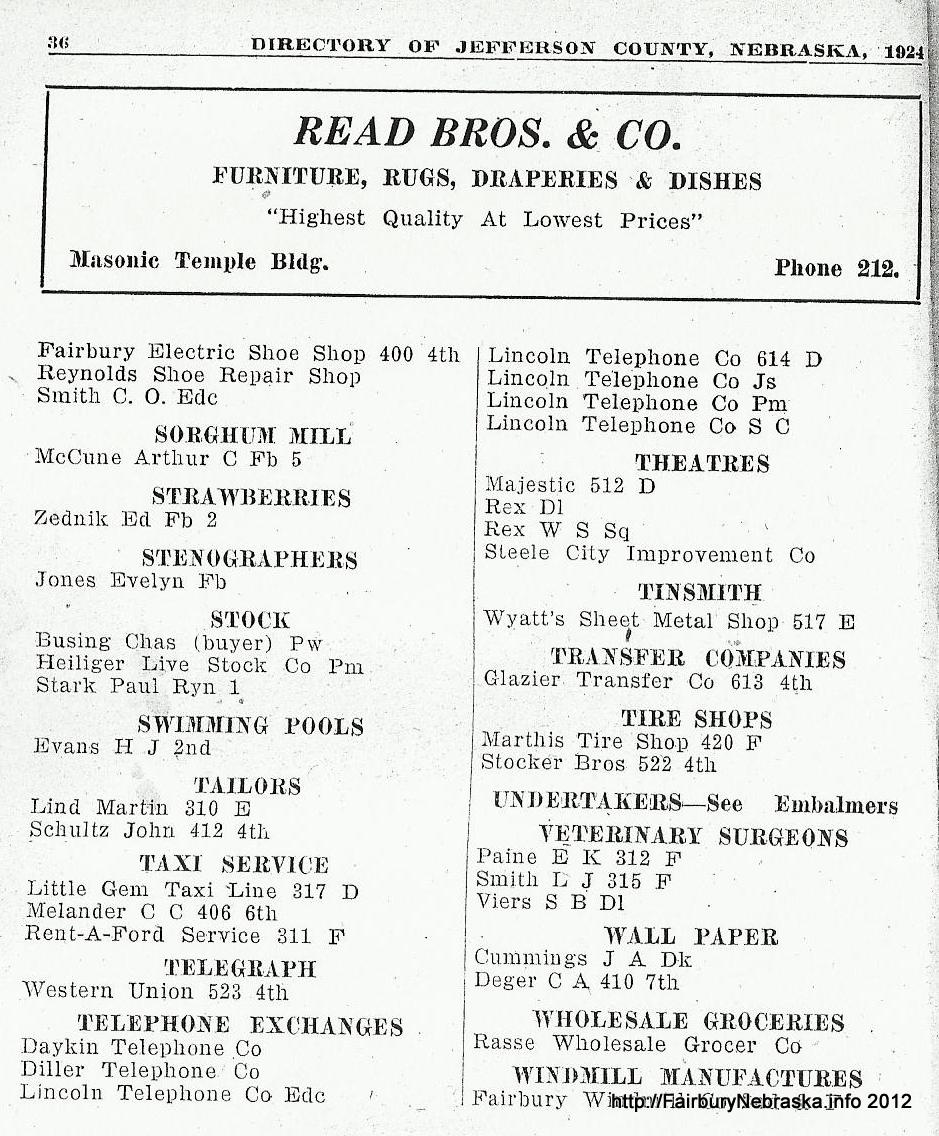 36 DIRECTORY OF JEFFERSON COUNTY, NEBRASKA, 1924
READ BROS. & CO.
FURNITURE, RUGS, DRAPERIES & DISHES
"Highest Quality At Lowest Prices"
Masonic Temple Bldg. Phone 212.
Fairbury Electric Shoe Shop 400 4th
Reynolds Shoe Repair Shop
Smith C. O. Edc
SORGHUM MILL
McCune Arthur C Fb 5
STRAWBERRIES
Zednik Ed Fb 2
STENOGRAPHERS
Jones Evelyn Fb
STOCK
Busing Chas (buyer) Pw
Heiliger Live Stock Co Pm
Stark Paul Ryn 1
SWIMMING POOLS
Evans H J 2nd
TAILORS
Lind Martin 310 E
Schultz John 412 4th
TAXI SERVICE
Little Gem Taxi Line 317 D
Melander C C 406 6th
Rent-A-Ford Service 311 F
TELEGRAPH
Western Union 523 4th
TELEPHONE EXCHANGES
Daykin Telephone Co
Diller Telephone Co
Lincoln Telephone Co Edc
Lincoln Telephone Co 614 D
Lincoln Telephone Co Js
Lincoln Telephone Co Pm
Lincoln Telephone Co S C
THEATRES
Majestic 512 D
Rex Dl
Rex W S Sq
Steele City Improvement Co
TINSMITH
Wyatt's Sheet Metal Shop 517 E
TRANSFER COMPANIES
Glazier Transfer Co 613 4th
TIRE SHOPS
Marthis Tire Shop 420 F
Stocker Bros 522 4th
UNDERTAKERS—See Embalmers
VETERINARY SURGEONS
Paine E K 312 F
Smith L J 315 F
Viers S B Dl
WALL PAPER
Cummings J A Dk
Deger C A 410 7th
WHOLESALE GROCERIES
Rasse Wholesale Grocer Co
WINDMILL MANUFACTURES
Fairbury
http://FairburyNebraska.info 2012